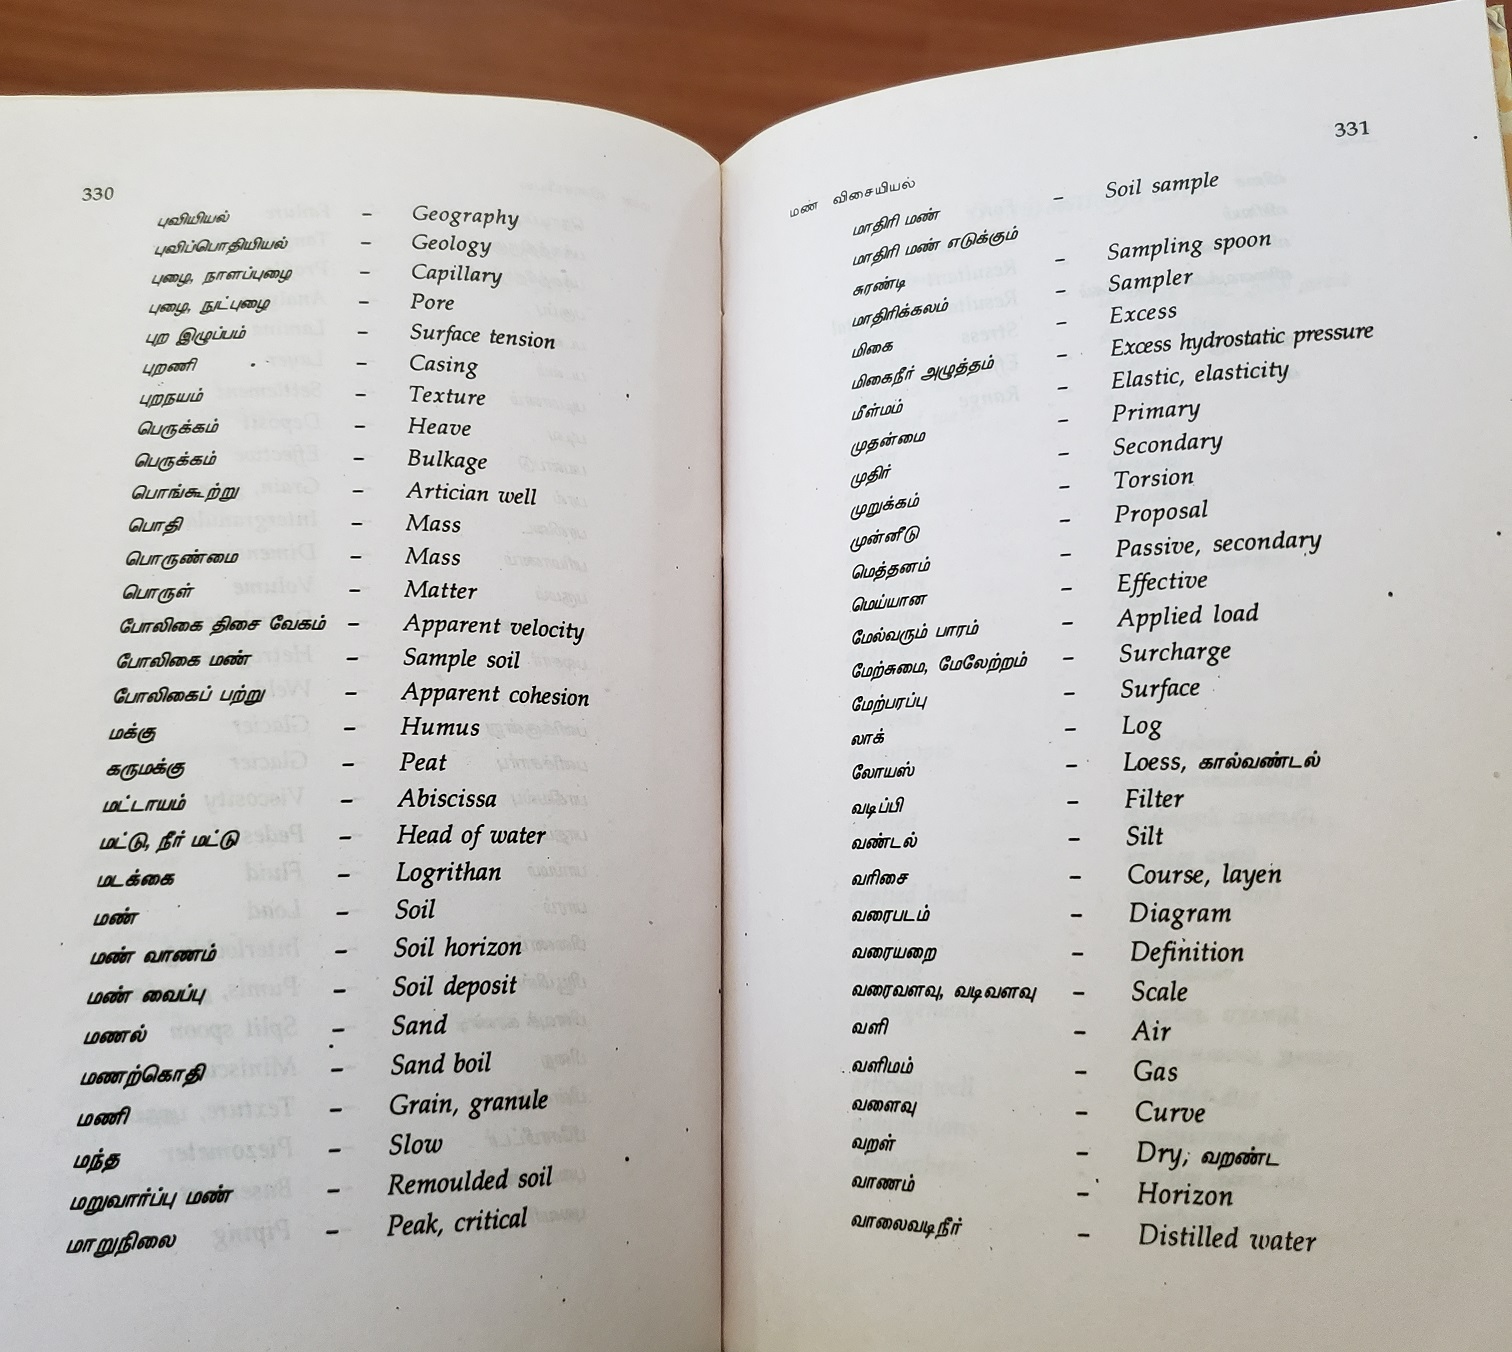 330
புவியியல் – Geography
புவிப்பொதியியல் – Geology
புழை, நாளப்புழை – Capillary
புழை, நுட்புழை – Pore
புற இழுப்பம் – Surface tension
புறணி – Casing
புறநயம் – Texture
பெருக்கம் – Heave
பெருக்கம் – Bulkage
பொங்கூற்று – Artician well
பொதி – Mass
பொருண்மை – Mass
பொருள் – Matter
போலிகை திசை வேகம் – Apparent velocity
போலிகை மண் – Sample soil
போலிகைப் பற்று – Apparent cohesion
மக்கு – Humus
கருமக்கு – Peat
மட்டாயம் – Abiscissa
மட்டு, நீர் மட்டு – Head of water
மடக்கை – Logrithan
மண் – Soil
மண் வாணம் – Soil horizon
மண் வைப்பு – Soil deposit
மணல் – Sand
மணற்கொதி – Sand boil
மணி – Grain, granule
மந்த – Slow
மறுவார்ப்பு மண் – Remoulded soil
மாறுநிலை – Peak, critical
மண் விசையியல்
331
மாதிரி மண் – Soil sample
மாதிரி மண் எடுக்கும்
சுரண்டி – Sampling spoon
மாதிரிக்கலம் – Sampler
மிகை – Excess
மிகைநீர் அழுத்தம் – Excess hydrostatic pressure
மீள்மம் – Elastic, elasticity
முதன்மை – Primary
முதிர் – Secondary
முறுக்கம் – Torsion
முன்னீடு – Proposal
மெத்தனம் – Passive, secondary
மெய்யான – Effective
மேல்வரும் பாரம் – Applied load
மேற்சுமை, மேலேற்றம் – Surcharge
மேற்பரப்பு – Surface
லாக் – Log
லோயஸ் – Loess, கால்வண்டல்
வடிப்பி – Filter
வண்டல் – Silt
வரிசை – Course, layen
வரைபடம் – Diagram
வரையறை – Definition
வரைவளவு, வடிவளவு – Scale
வளி – Air
வளிமம் – Gas
வளைவு – Curve
வறள் – Dry, வறண்ட
வாணம் – Horizon
வாலைவடிநீர் – Distilled water